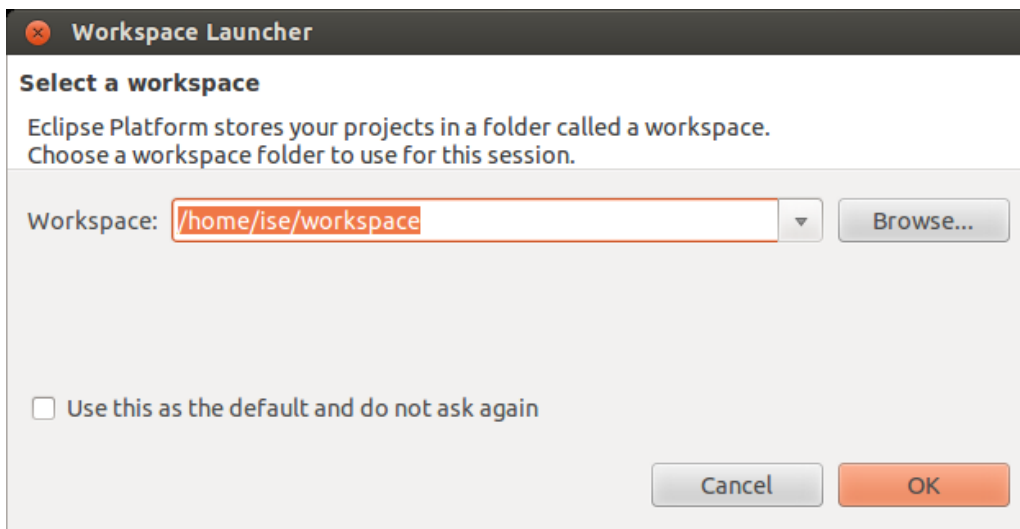 Workspace Launcher
Select a workspace
Eclipse Platform stores your projects in a folder called a workspace.
Choose a workspace folder to use for this session.
Workspace: /home/ise/workspace Browse...
Use this as the default and do not ask again
Cancel OK